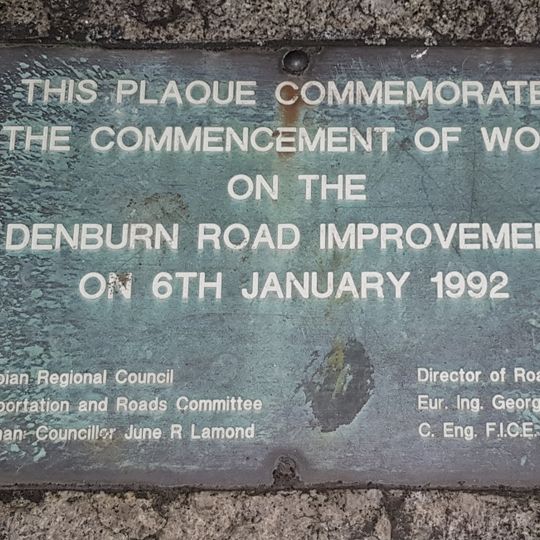 THIS PLAQUE COMMEMORATE
THE COMMENCEMENT OF WO
ON THE
DENBURN ROAD IMPROVEME
ON 6TH JANUARY 1992
pian Regional Council
portation and Roads Committee
man: Councillor June R Lamond
Director of Roa
Eur. Ing. Georg
C. Eng. F.I.C.E.